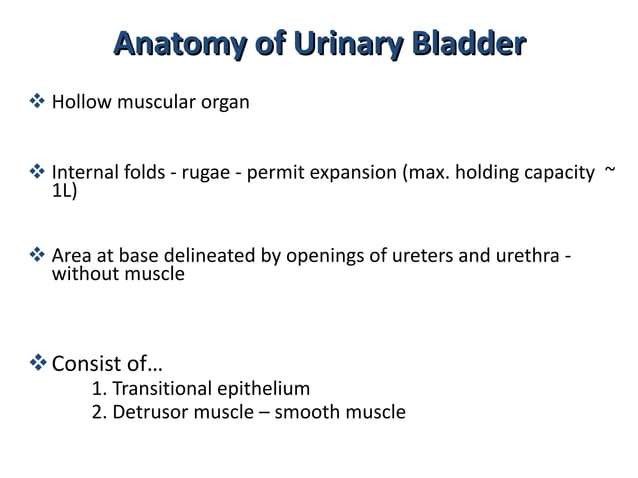 Anatomy of Urinary Bladder
❖ Hollow muscular organ
❖ Internal folds - rugae - permit expansion (max. holding capacity ~
1L)
❖ Area at base delineated by openings of ureters and urethra -
without muscle
❖ Consist of…
1. Transitional epithelium
2. Detrusor muscle – smooth muscle